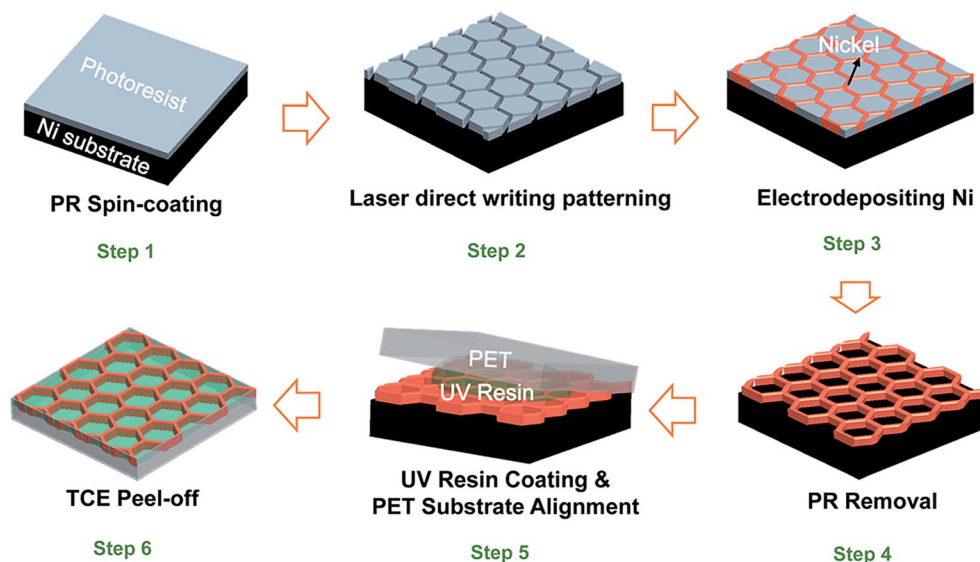 Photoresist
Ni substrate
PR Spin-coating
Step 1
Laser direct writing patterning
Step 2
Nickel
Electrodepositing Ni
Step 3
PR Removal
Step 4
PET
UV Resin
UV Resin Coating &
PET Substrate Alignment
Step 5
TCE Peel-off
Step 6